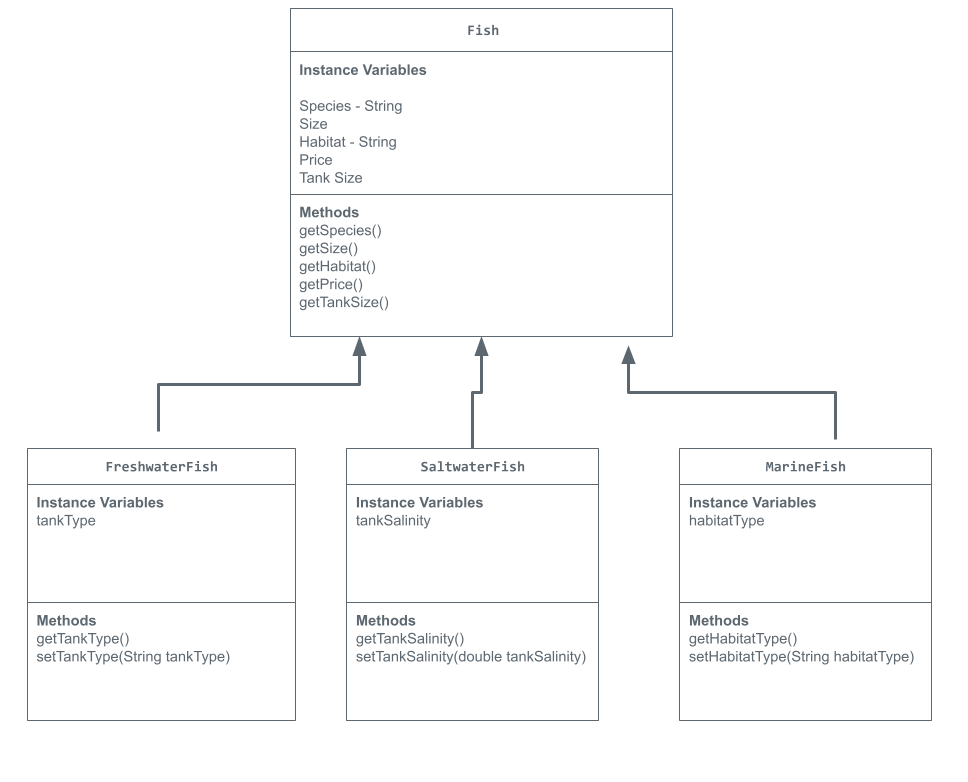 Fish
Instance Variables
Species - String
Size
Habitat - String
Price
Tank Size
Methods
getSpecies()
getSize()
getHabitat()
getPrice()
getTankSize()
FreshwaterFish
Instance Variables
tankType
Methods
getTankType()
setTankType(String tankType)
SaltwaterFish
Instance Variables
tankSalinity
Methods
getTankSalinity()
setTankSalinity(double tankSalinity)
MarineFish
Instance Variables
habitatType
Methods
getHabitatType()
setHabitatType(String habitatType)